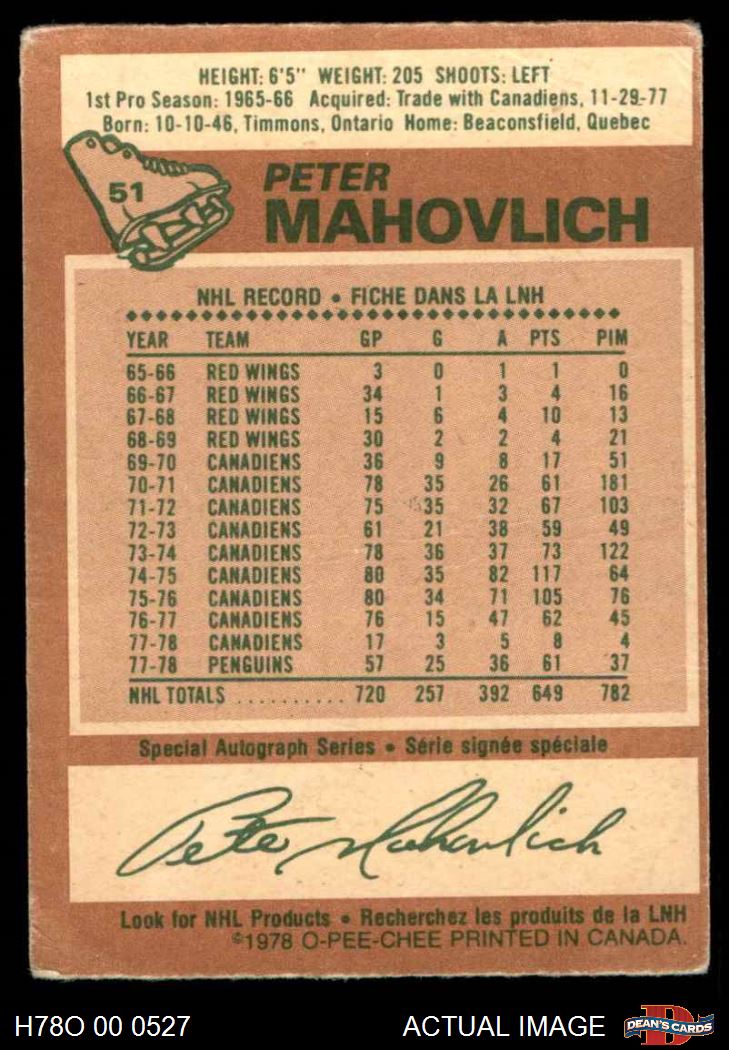 HEIGHT: 6'5" WEIGHT: 205 SHOOTS: LEFT
1st Pro Season: 1965-66 Acquired: Trade with Canadiens, 11-29-77
Born: 10-10-46, Timmons, Ontario Home: Beaconsfield, Quebec
51
PETER
MAHOVLICH
NHL RECORD • FICHE DANS LA LNH
YEAR TEAM GP G A PTS PIM
65-66 RED WINGS 3 0 1 1 0
66-67 RED WINGS 34 1 3 4 16
67-68 RED WINGS 15 6 4 10 13
68-69 RED WINGS 30 2 2 4 21
69-70 CANADIENS 36 9 8 17 51
70-71 CANADIENS 78 35 26 61 181
71-72 CANADIENS 75 35 32 67 103
72-73 CANADIENS 61 21 38 59 49
73-74 CANADIENS 78 36 37 73 122
74-75 CANADIENS 80 35 82 117 64
75-76 CANADIENS 80 34 71 105 76
76-77 CANADIENS 76 15 47 62 45
77-78 CANADIENS 17 3 5 8 4
77-78 PENGUINS 57 25 36 61 37
NHL TOTALS .......... 720 257 392 649 782
Special Autograph Series • Série signée spéciale
Pete Mahovlich
Look for NHL Products • Recherchez les produits de la LNH
©1978 O-PEE-CHEE PRINTED IN CANADA.
H78O 00 0527 ACTUAL IMAGE DEAN'S CARDS